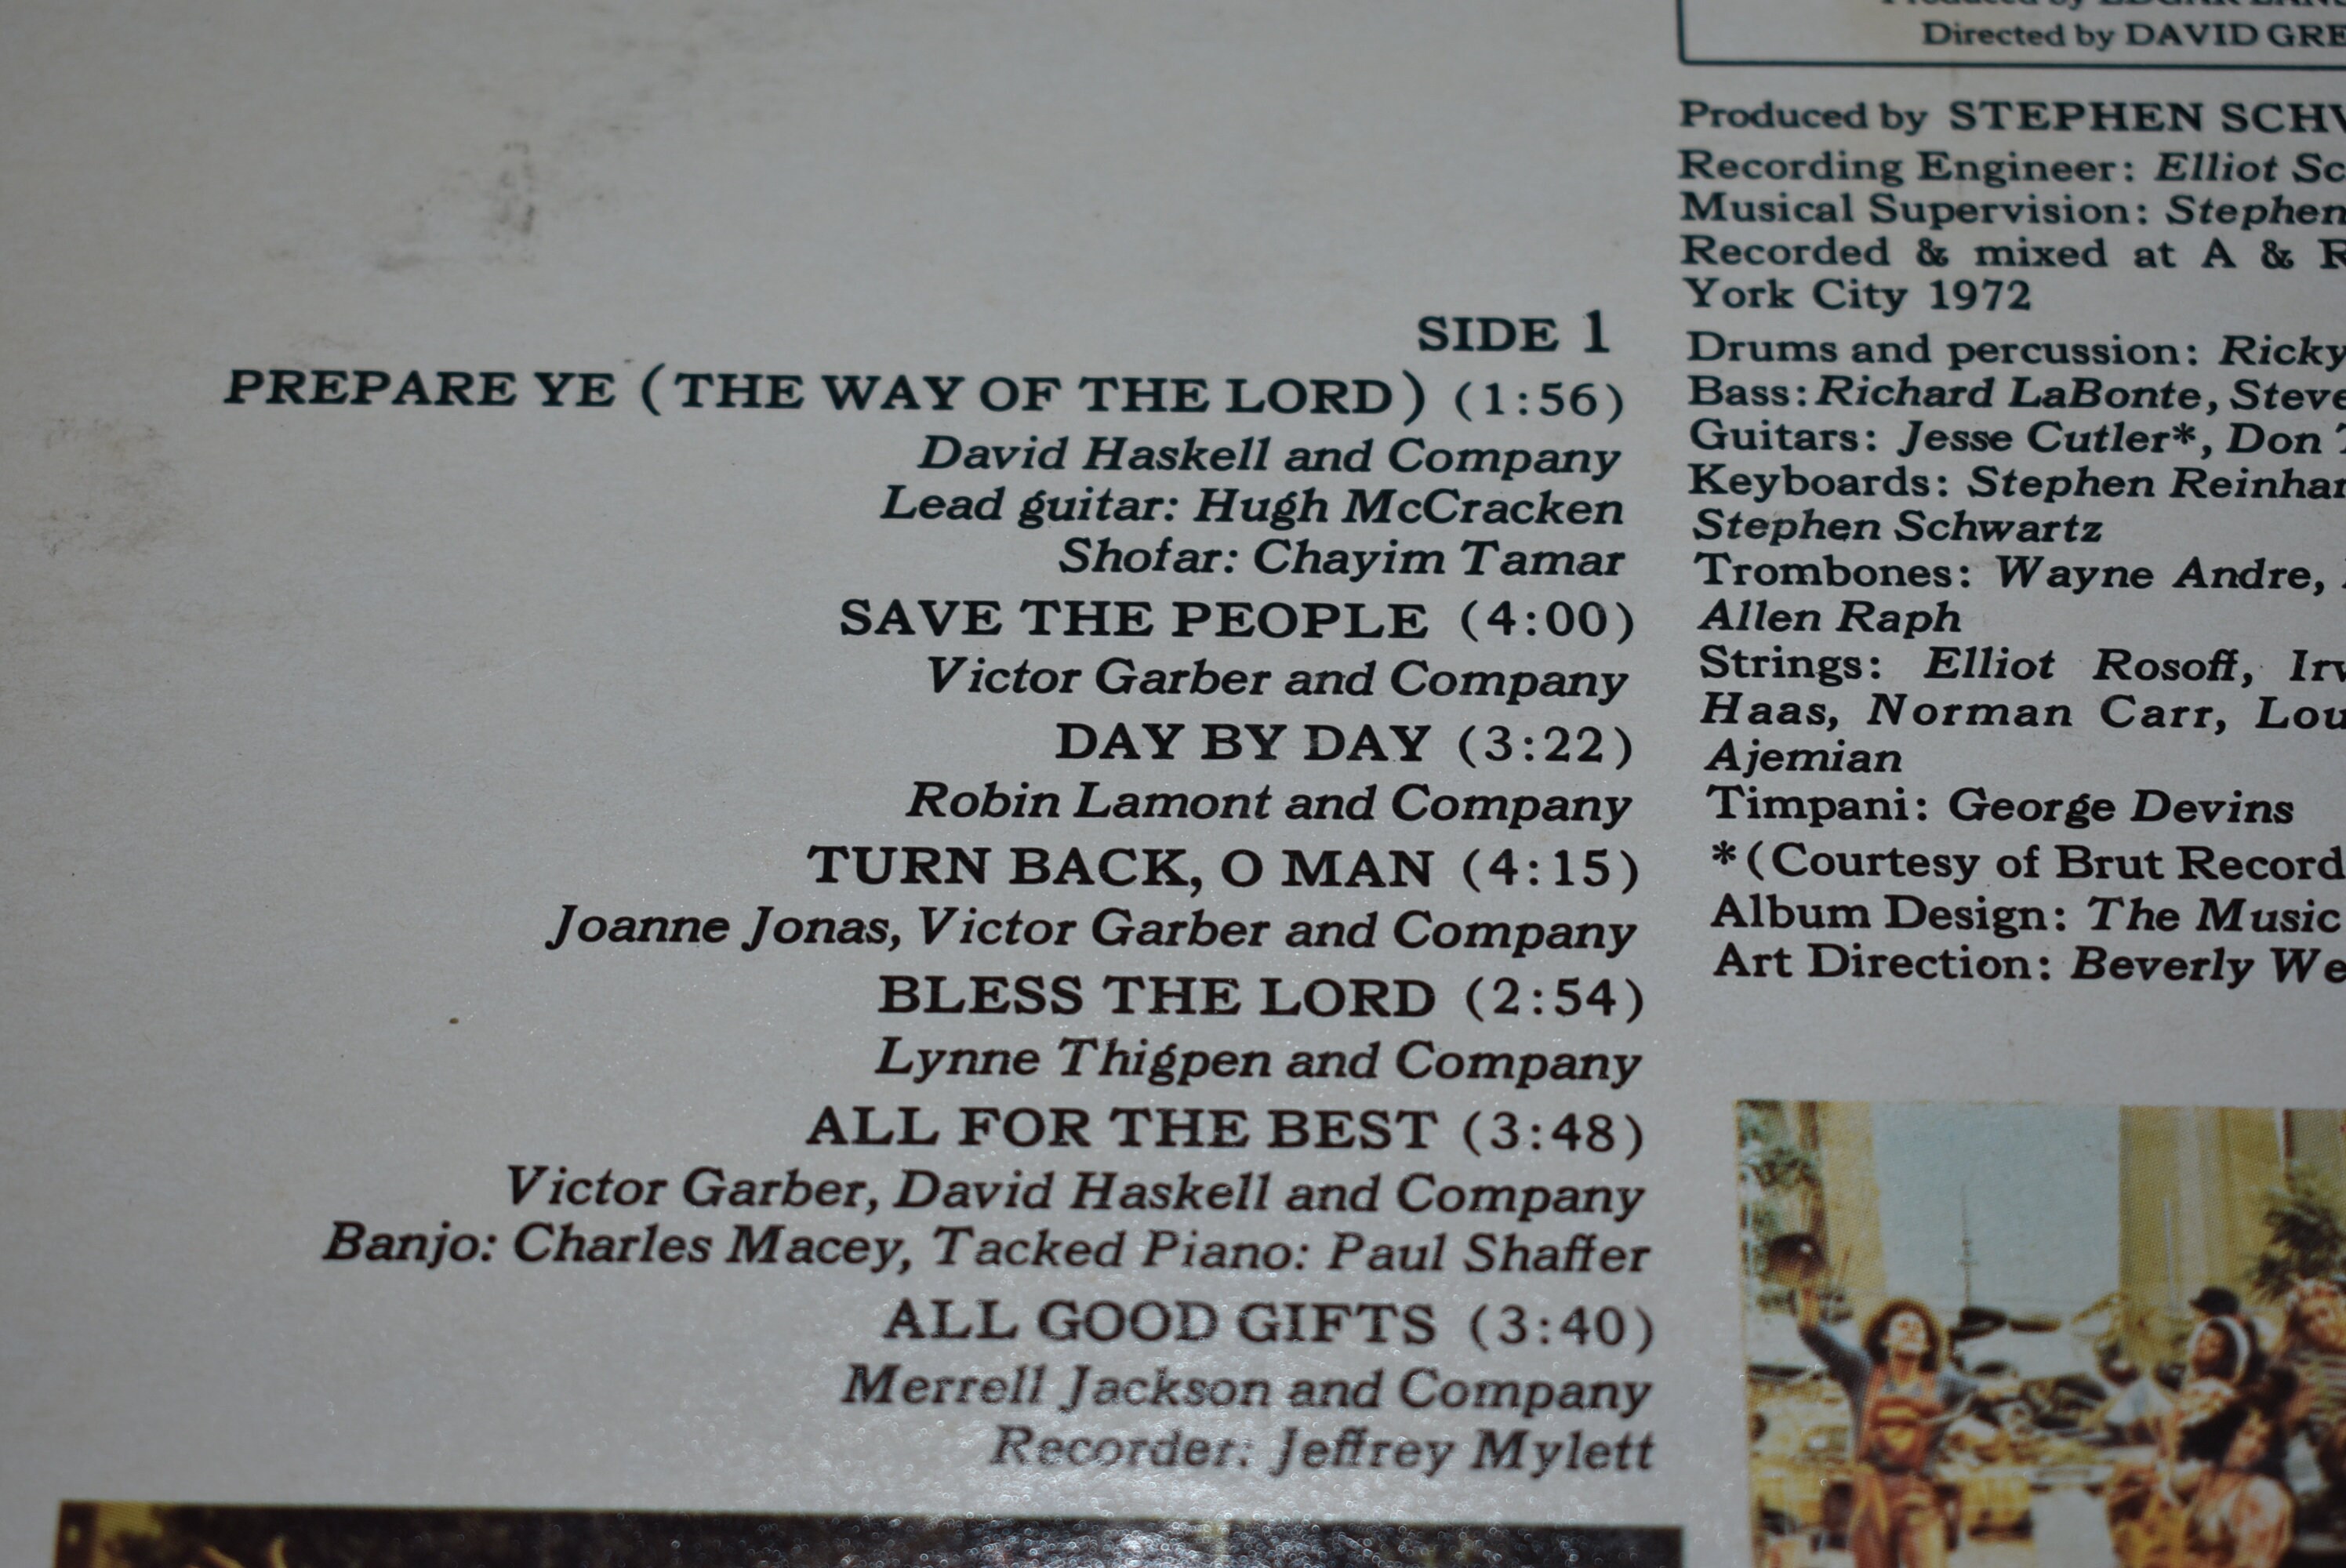 SIDE 1
PREPARE YE (THE WAY OF THE LORD) (1:56)
David Haskell and Company
Lead guitar: Hugh McCracken
Shofar: Chayim Tamar
SAVE THE PEOPLE (4:00)
Victor Garber and Company
DAY BY DAY (3:22)
Robin Lamont and Company
TURN BACK, O MAN (4:15)
Joanne Jonas, Victor Garber and Company
BLESS THE LORD (2:54)
Lynne Thigpen and Company
ALL FOR THE BEST (3:48)
Victor Garber, David Haskell and Company
Banjo: Charles Macey, Tacked Piano: Paul Shaffer
ALL GOOD GIFTS (3:40)
Merrell Jackson and Company
Recorder: Jeffrey Mylett
Directed by DAVID GRE
Produced by STEPHEN SCH
Recording Engineer: Elliot Sc
Musical Supervision: Stephen
Recorded & mixed at A & R
York City 1972
Drums and percussion: Ricky
Bass: Richard LaBonte, Steve
Guitars: Jesse Cutler*, Don
Keyboards: Stephen Reinhar
Stephen Schwartz
Trombones: Wayne Andre,
Allen Raph
Strings: Elliot Rosoff, Irv
Haas, Norman Carr, Lou
Ajemian
Timpani: George Devins
*(Courtesy of Brut Record
Album Design: The Music
Art Direction: Beverly We